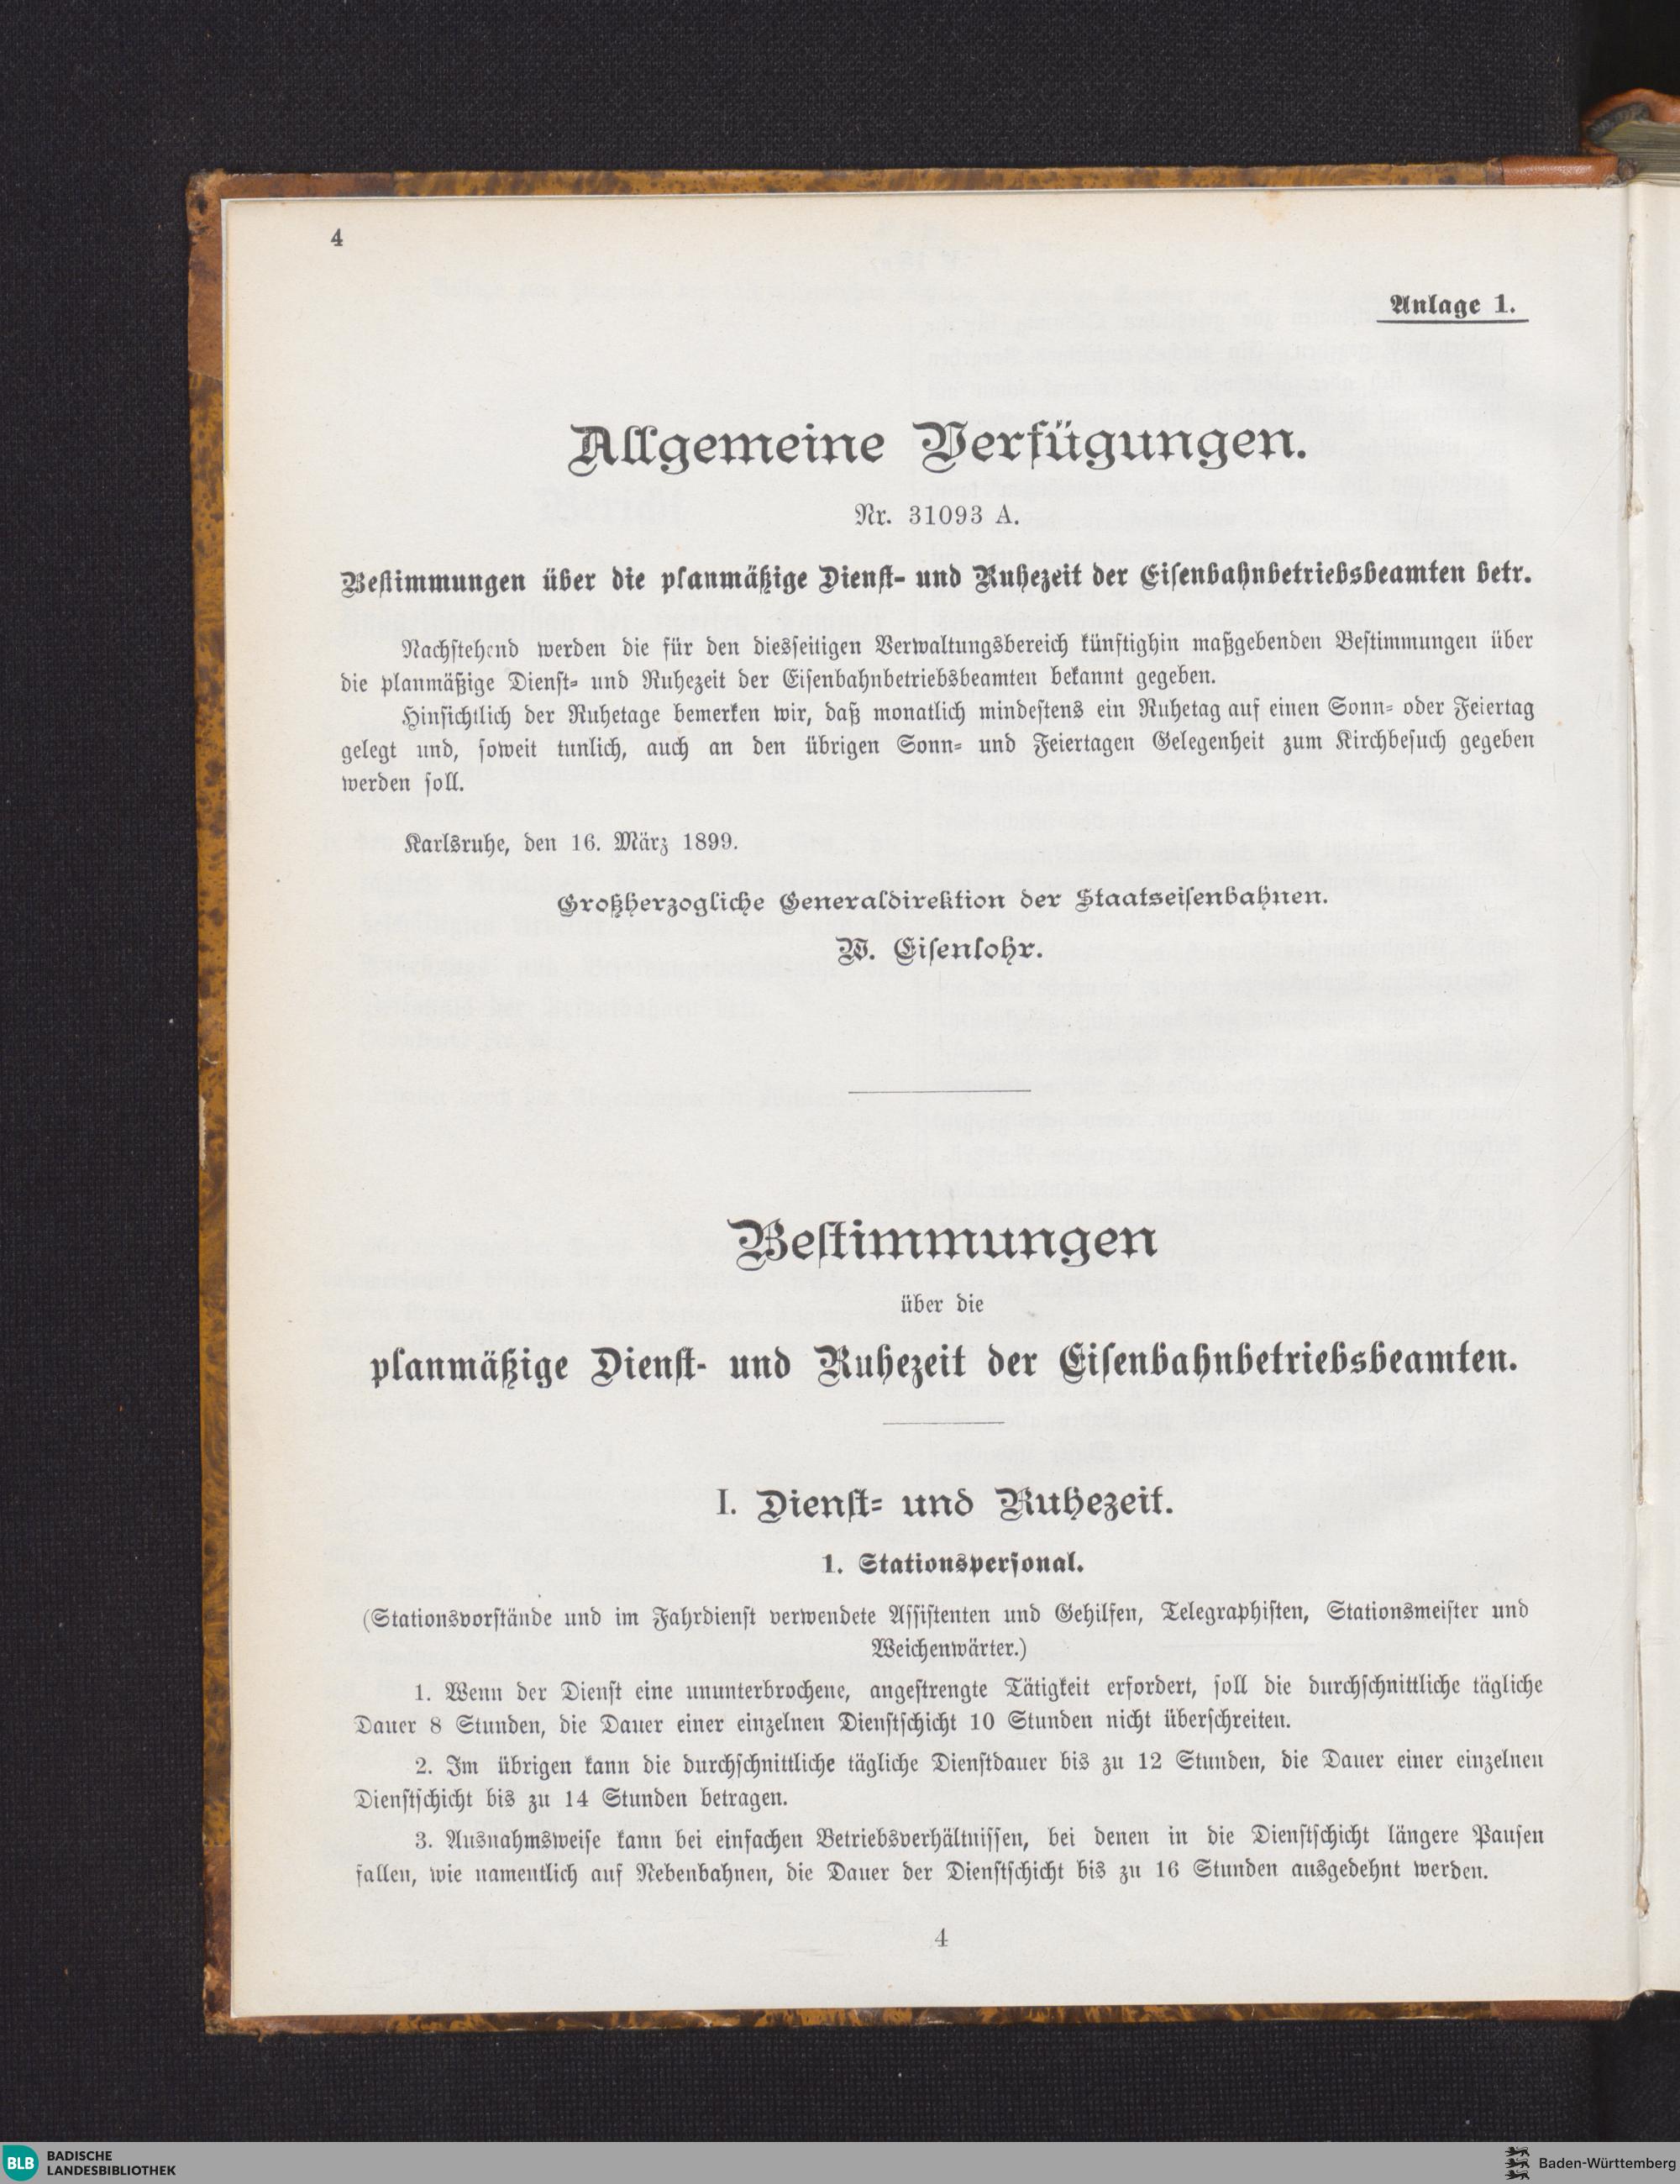 4
Anlage 1.
Allgemeine Verfügungen.
Nr. 31093 A.
Bestimmungen über die planmäßige Dienst- und Ruhezeit der Eisenbahnbetriebsbeamten betr.
Nachstehend werden die für den diesseitigen Verwaltungsbereich künftighin maßgebenden Bestimmungen über
die planmäßige Dienst- und Ruhezeit der Eisenbahnbetriebsbeamten bekannt gegeben.
Hinsichtlich der Ruhetage bemerken wir, daß monatlich mindestens ein Ruhetag auf einen Sonn- oder Feiertag
gelegt und, soweit tunlich, auch an den übrigen Sonn- und Feiertagen Gelegenheit zum Kirchbesuch gegeben
werden soll.
Karlsruhe, den 16. März 1899.
Großherzogliche Generaldirektion der Staatseisenbahnen.
W. Eisenlohr.
Bestimmungen
über die
planmäßige Dienst- und Ruhezeit der Eisenbahnbetriebsbeamten.
I. Dienst- und Ruhezeit.
1. Stationspersonal.
(Stationsvorstände und im Fahrdienst verwendete Assistenten und Gehilfen, Telegraphisten, Stationsmeister und
Weichenwärter.)
1. Wenn der Dienst eine ununterbrochene, angestrengte Tätigkeit erfordert, soll die durchschnittliche tägliche
Dauer 8 Stunden, die Dauer einer einzelnen Dienstschicht 10 Stunden nicht überschreiten.
2. Im übrigen kann die durchschnittliche tägliche Dienstdauer bis zu 12 Stunden, die Dauer einer einzelnen
Dienstschicht bis zu 14 Stunden betragen.
3. Ausnahmsweise kann bei einfachen Betriebsverhältnissen, bei denen in die Dienstschicht längere Pausen
fallen, wie namentlich auf Nebenbahnen, die Dauer der Dienstschicht bis zu 16 Stunden ausgedehnt werden.
4
BLB BADISCHE
LANDESBIBLIOTHEK
Baden-Württemberg